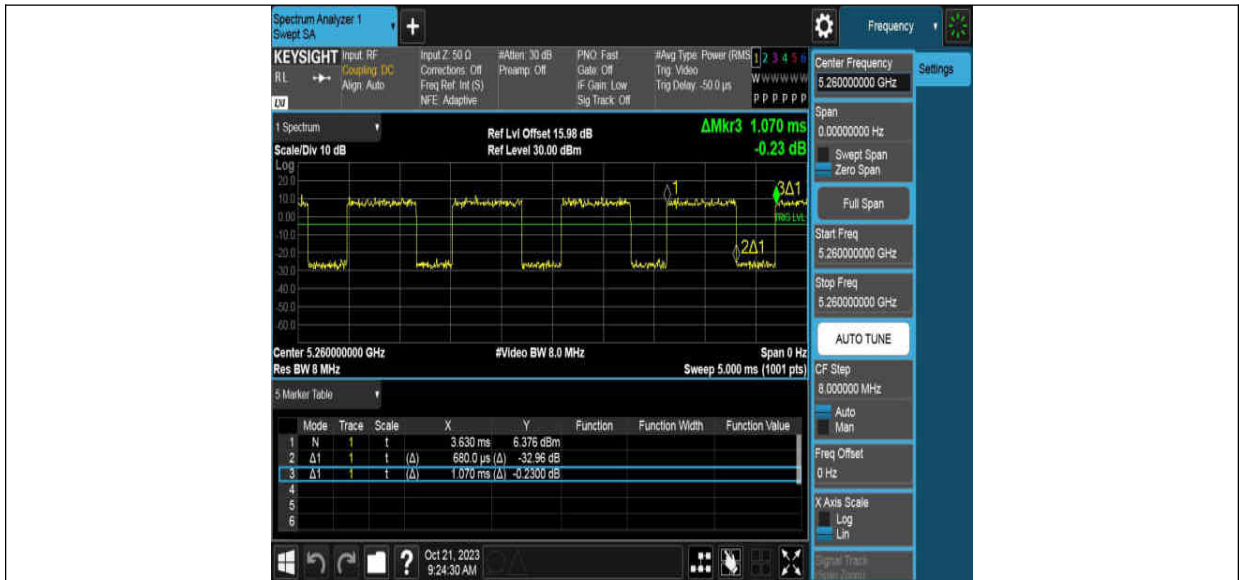 Spectrum Analyzer 1
Swept SA
Frequency
KEYSIGHT
RL
Input: RF
Coupling: DC
Align: Auto
Input Z: 50 Ω
Corrections: Off
Freq Ref: Int (S)
NFE: Adaptive
#Atten: 30 dB
Preamp: Off
PNO: Fast
Gate: Off
IF Gain: Low
Sig Track: Off
#Avg Type: Power (RMS
Trig: Video
Trig Delay: -50.0 µs
1 2 3 4 5 6
W W W W W W
P P P P P P
1 Spectrum
Scale/Div 10 dB
Ref Lvl Offset 15.98 dB
Ref Level 30.00 dBm
ΔMkr3 1.070 ms
-0.23 dB
Log
20.0
10.0
0.00
-10.0
-20.0
-30.0
-40.0
-50.0
-60.0
1
3Δ1
TRIG LVL
2Δ1
Center 5.260000000 GHz
#Video BW 8.0 MHz
Span 0 Hz
Res BW 8 MHz
Sweep 5.000 ms (1001 pts)
5 Marker Table
Mode Trace Scale X Y Function Function Width Function Value
1 N 1 t 3.630 ms 6.376 dBm
2 Δ1 1 t (Δ) 680.0 µs (Δ) -32.96 dB
3 Δ1 1 t (Δ) 1.070 ms (Δ) -0.2300 dB
4
5
6
Oct 21, 2023
9:24:30 AM
Center Frequency
5.260000000 GHz
Settings
Span
0.00000000 Hz
Swept Span
Zero Span
Full Span
Start Freq
5.260000000 GHz
Stop Freq
5.260000000 GHz
AUTO TUNE
CF Step
8.000000 MHz
Auto
Man
Freq Offset
0 Hz
X Axis Scale
Log
Lin
Signal Track
(Span Zoom)